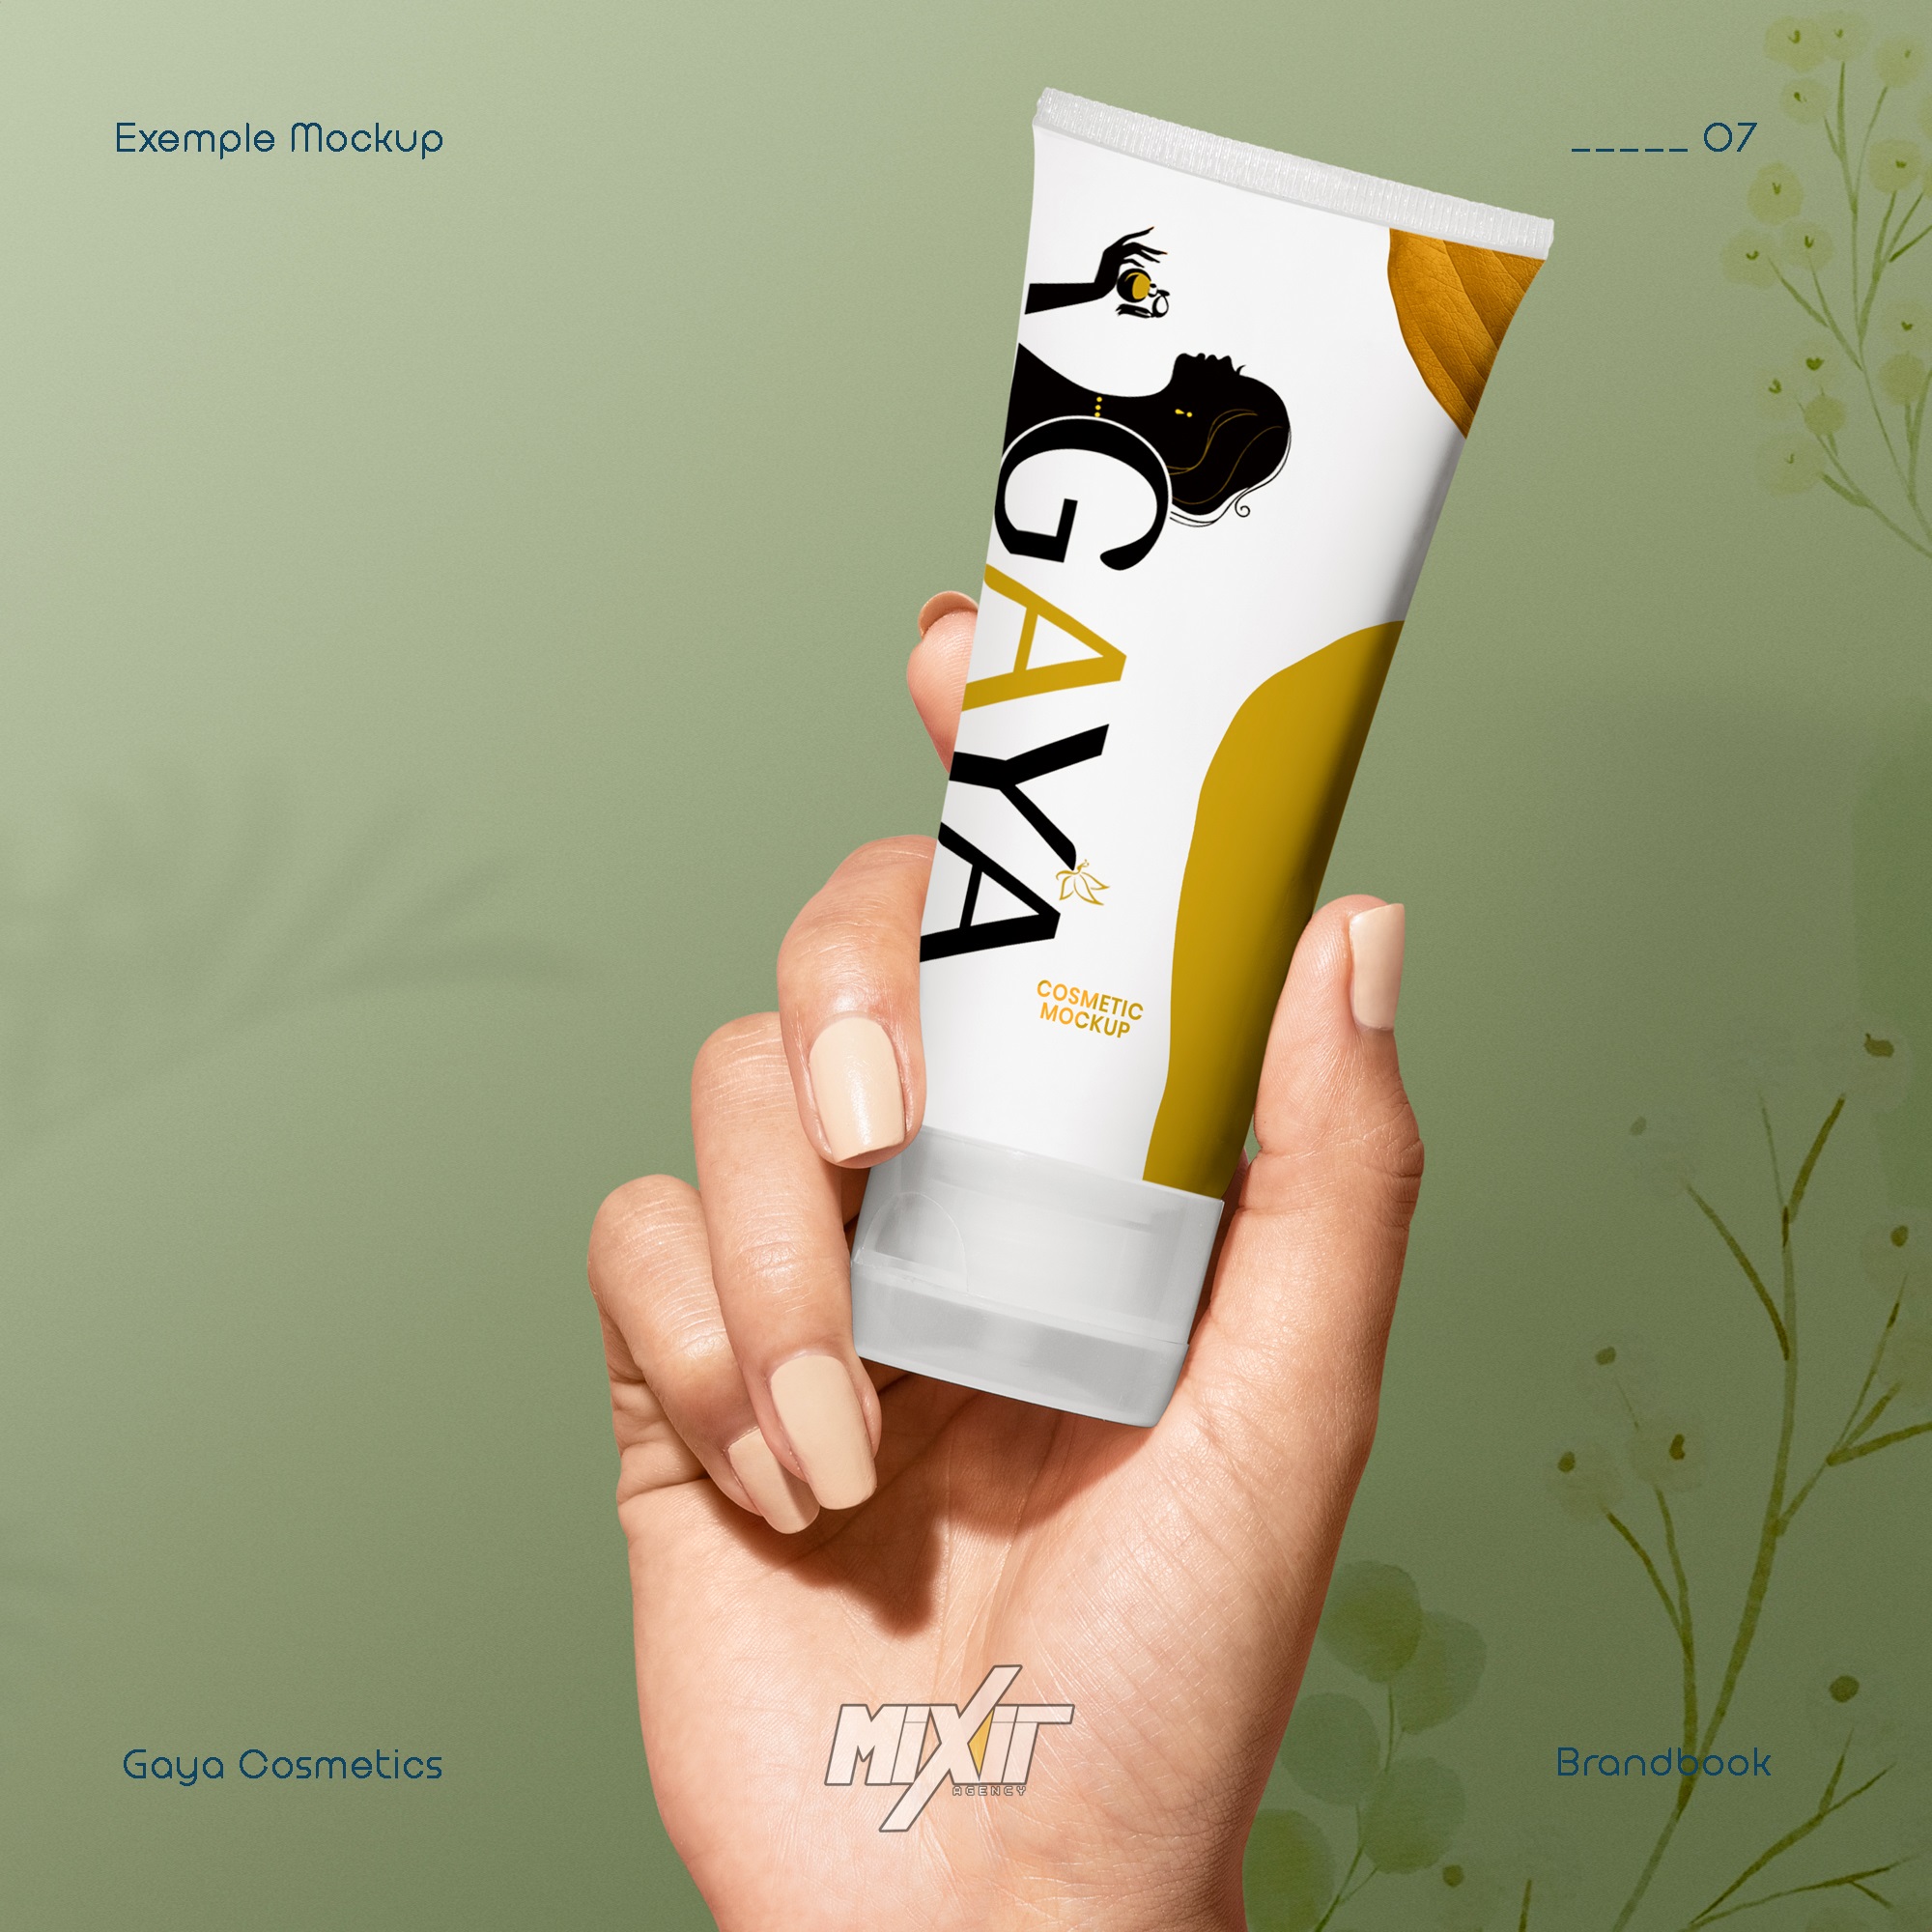 Exemple Mockup
_____ 07
GAYA
COSMETIC
MOCKUP
MIXIT
AGENCY
Gaya Cosmetics
Brandbook